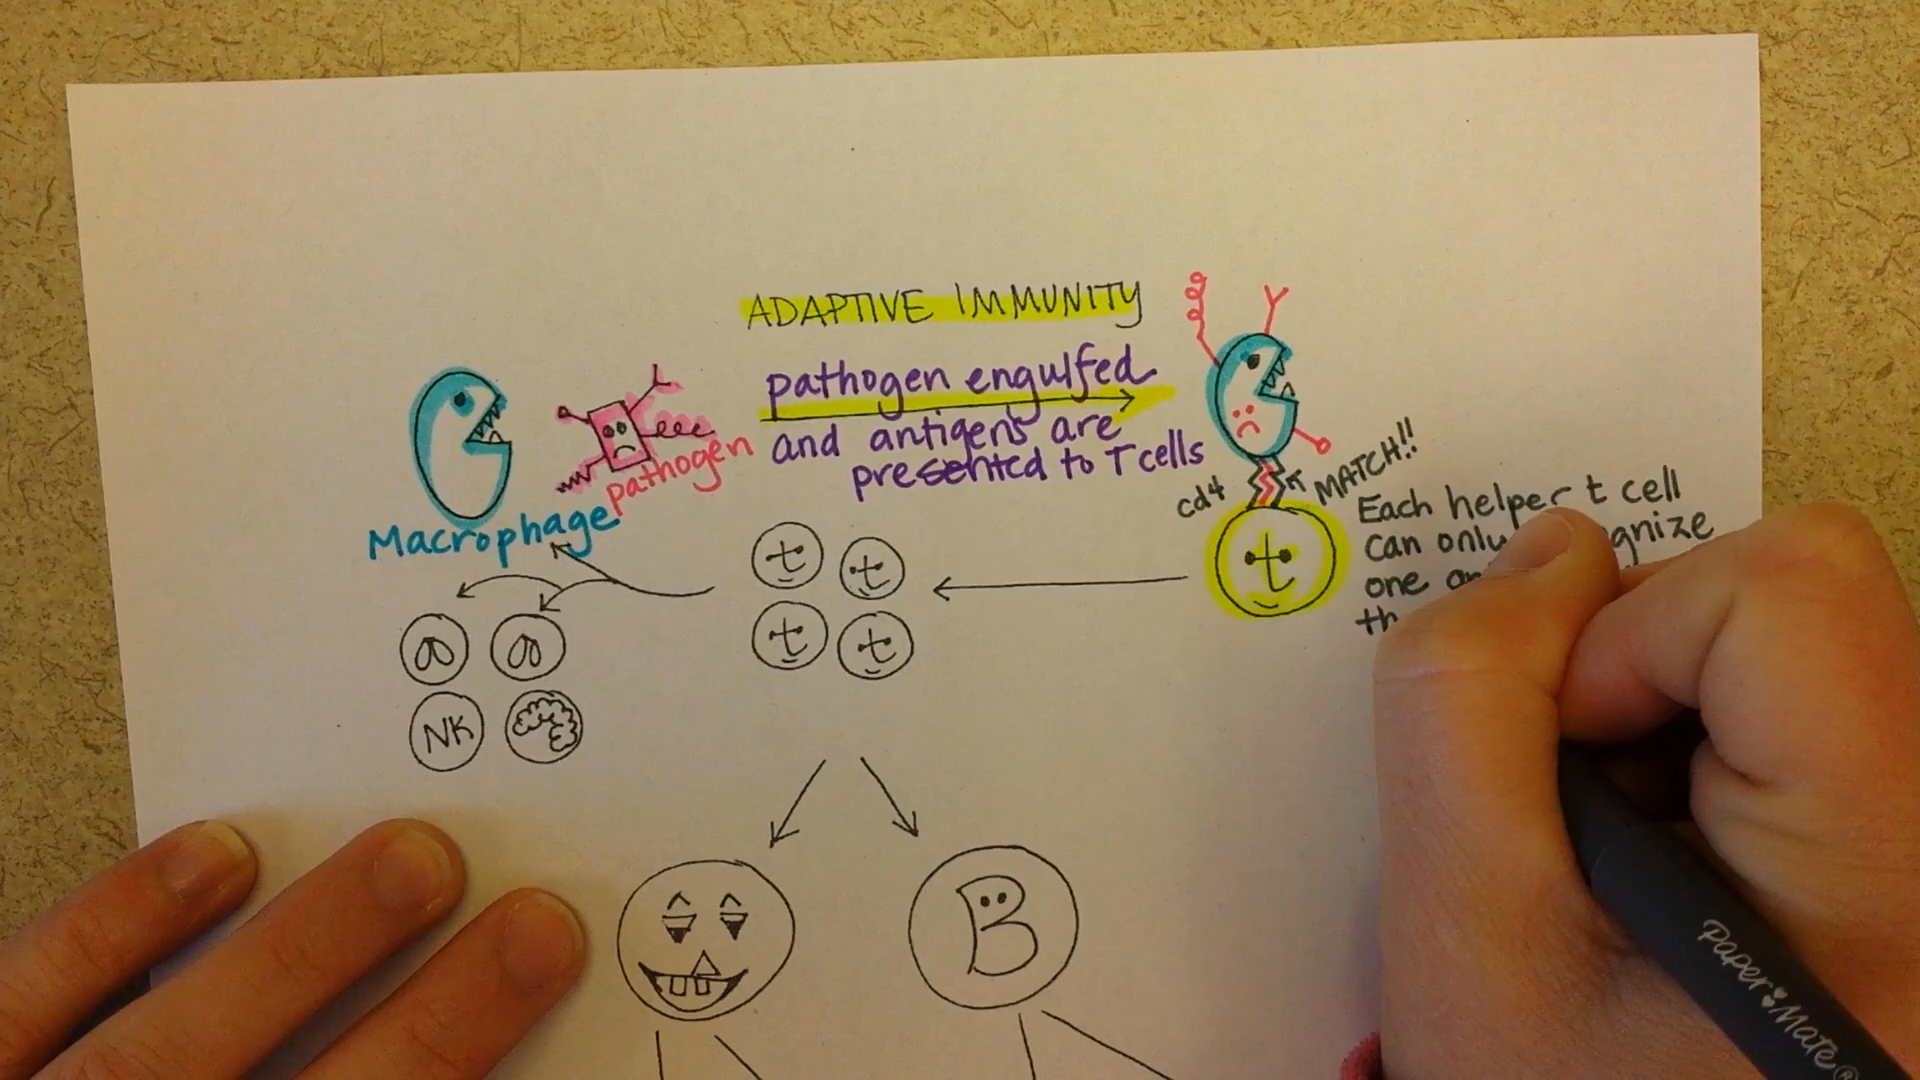 ADAPTIVE IMMUNITY
pathogen engulfed
and antigens are
presented to T cells
pathogen
Macrophage
cd4
MATCH!!
Each helper t cell
can only
one
t
t
t
t
t
NK
B
Paper Mate®